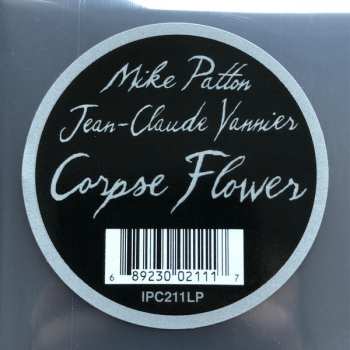 Mike Patton
Jean-Claude Vannier
Corpse Flower
6 89230 02111 7
IPC211LP